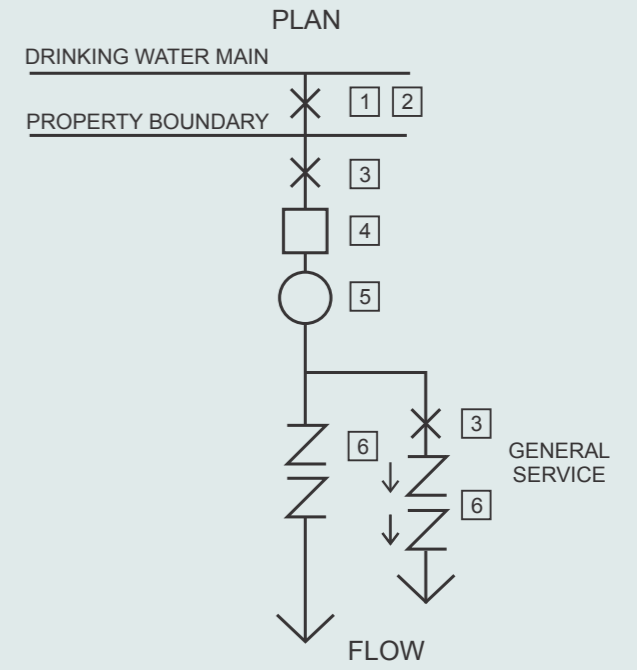 PLAN
DRINKING WATER MAIN
1 2
PROPERTY BOUNDARY
3
4
5
6
3
GENERAL
SERVICE
6
FLOW